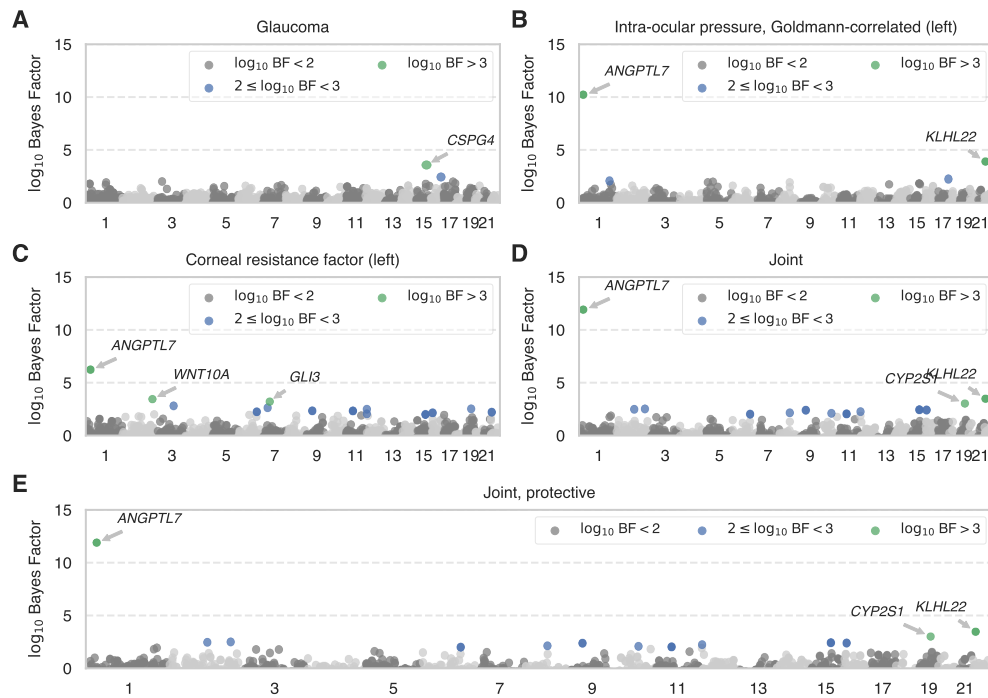 A
Glaucoma
log10 Bayes Factor
15
10
5
0
log10 BF < 2
2 ≤ log10 BF < 3
log10 BF > 3
CSPG4
1 3 5 7 9 11 13 15 17 19 21
B
Intra-ocular pressure, Goldmann-correlated (left)
log10 Bayes Factor
15
10
5
0
log10 BF < 2
2 ≤ log10 BF < 3
log10 BF > 3
ANGPTL7
KLHL22
1 3 5 7 9 11 13 15 17 19 21
C
Corneal resistance factor (left)
log10 Bayes Factor
15
10
5
0
log10 BF < 2
2 ≤ log10 BF < 3
log10 BF > 3
ANGPTL7
WNT10A
GLI3
1 3 5 7 9 11 13 15 17 19 21
D
Joint
log10 Bayes Factor
15
10
5
0
log10 BF < 2
2 ≤ log10 BF < 3
log10 BF > 3
ANGPTL7
KLHL22
CYP2S1
1 3 5 7 9 11 13 15 17 19 21
E
Joint, protective
log10 Bayes Factor
15
10
5
0
log10 BF < 2
2 ≤ log10 BF < 3
log10 BF > 3
ANGPTL7
CYP2S1
KLHL22
1 3 5 7 9 11 13 15 17 19 21